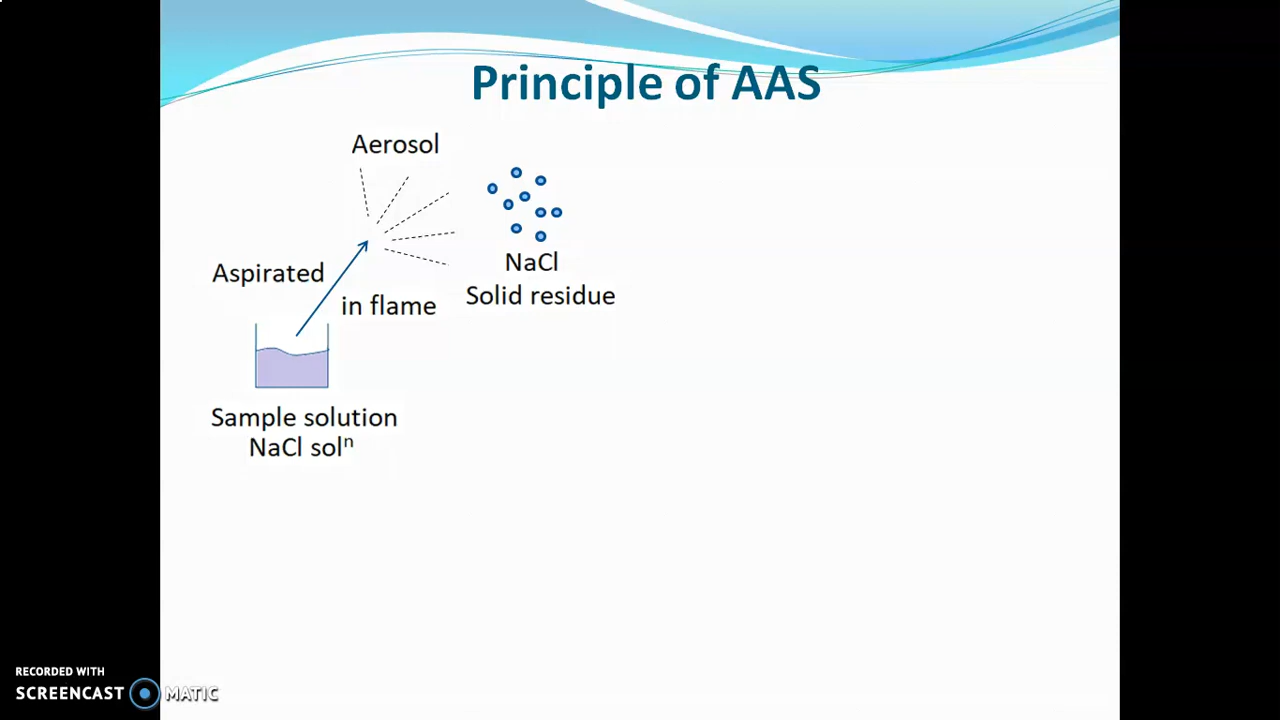 Principle of AAS
Aerosol
Aspirated
in flame
NaCl
Solid residue
Sample solution
NaCl solⁿ
RECORDED WITH
SCREENCAST MATIC